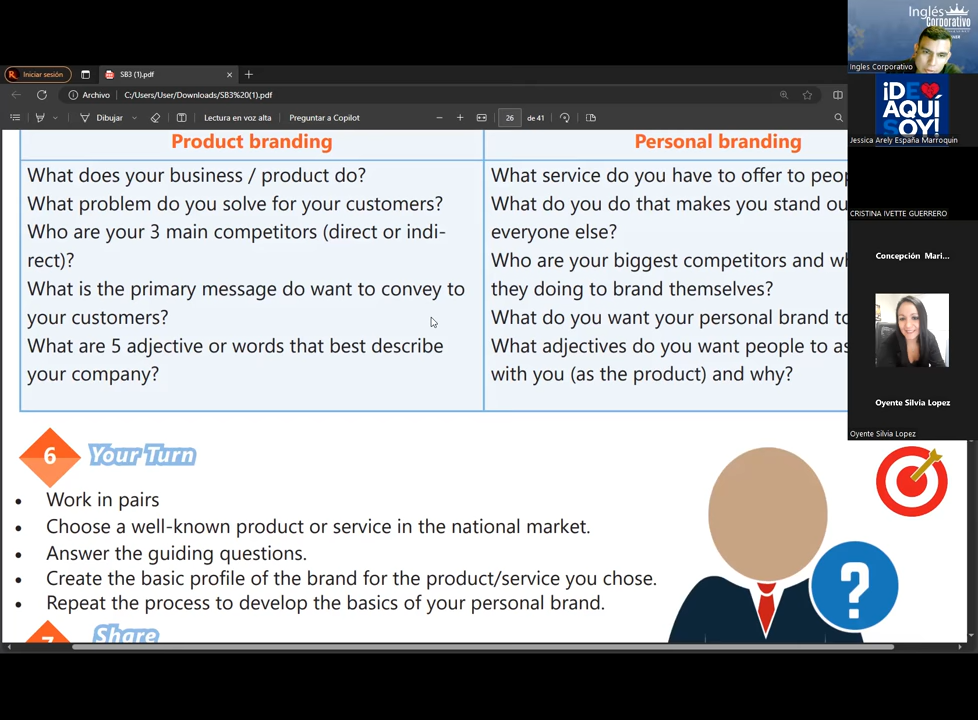 Iniciar sesión
SB3 (1).pdf
Archivo
C:/Users/User/Downloads/SB3%20(1).pdf
Dibujar
Lectura en voz alta
Preguntar a Copilot
26
de 41
Product branding
What does your business / product do?
What problem do you solve for your customers?
Who are your 3 main competitors (direct or indi-
rect)?
What is the primary message do want to convey to
your customers?
What are 5 adjective or words that best describe
your company?
Personal branding
What service do you have to offer to
What do you do that makes you stand
everyone else?
Who are your biggest competitors and
they doing to brand themselves?
What do you want your personal brand
What adjectives do you want people to
with you (as the product) and why?
6
Your Turn
• Work in pairs
• Choose a well-known product or service in the national market.
• Answer the guiding questions.
• Create the basic profile of the brand for the product/service you chose.
• Repeat the process to develop the basics of your personal brand.
?
7
Share
Inglés
Corporativo
Ingles Corporativo
¡DE
AQUÍ
SOY!
Jessica Arely España Marroquin
CRISTINA IVETTE GUERRERO
Concepción Mari...
Oyente Silvia Lopez
Oyente Silvia Lopez